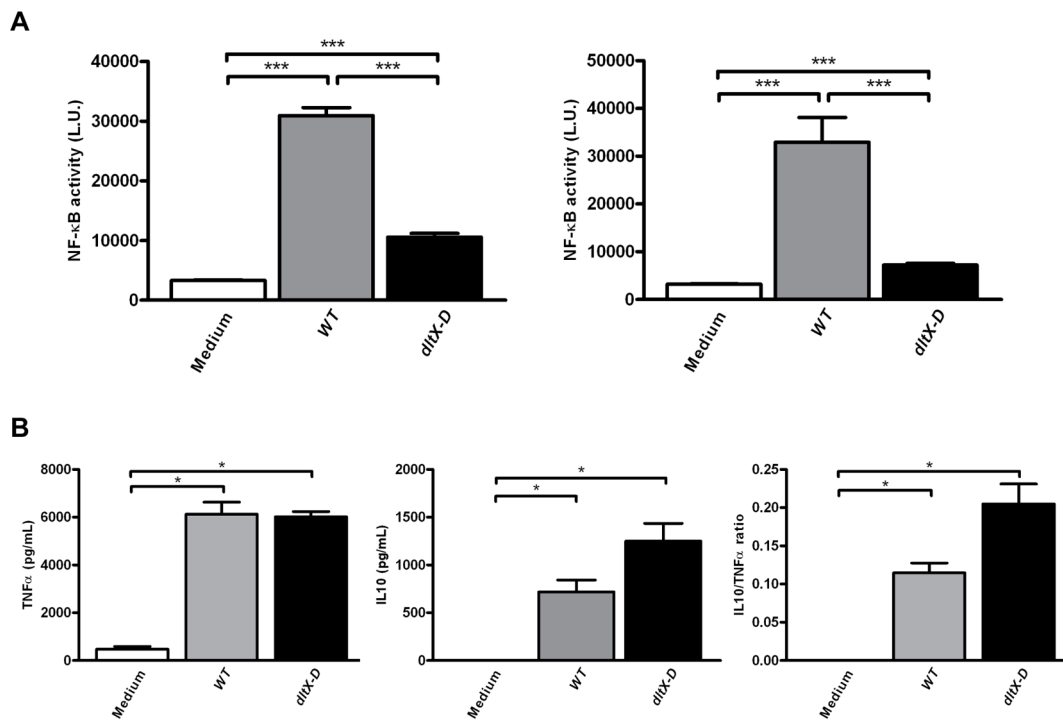 A
NF-κB activity (L.U.)
40000
30000
20000
10000
0
***
***
***
Medium
WT
dltX-D
NF-κB activity (L.U.)
50000
40000
30000
20000
10000
0
***
***
***
Medium
WT
dltX-D
B
TNFα (pg/mL)
8000
6000
4000
2000
0
*
*
Medium
WT
dltX-D
IL10 (pg/mL)
2000
1500
1000
500
0
*
*
Medium
WT
dltX-D
IL10/TNFα ratio
0.25
0.20
0.15
0.10
0.05
0.00
*
*
Medium
WT
dltX-D